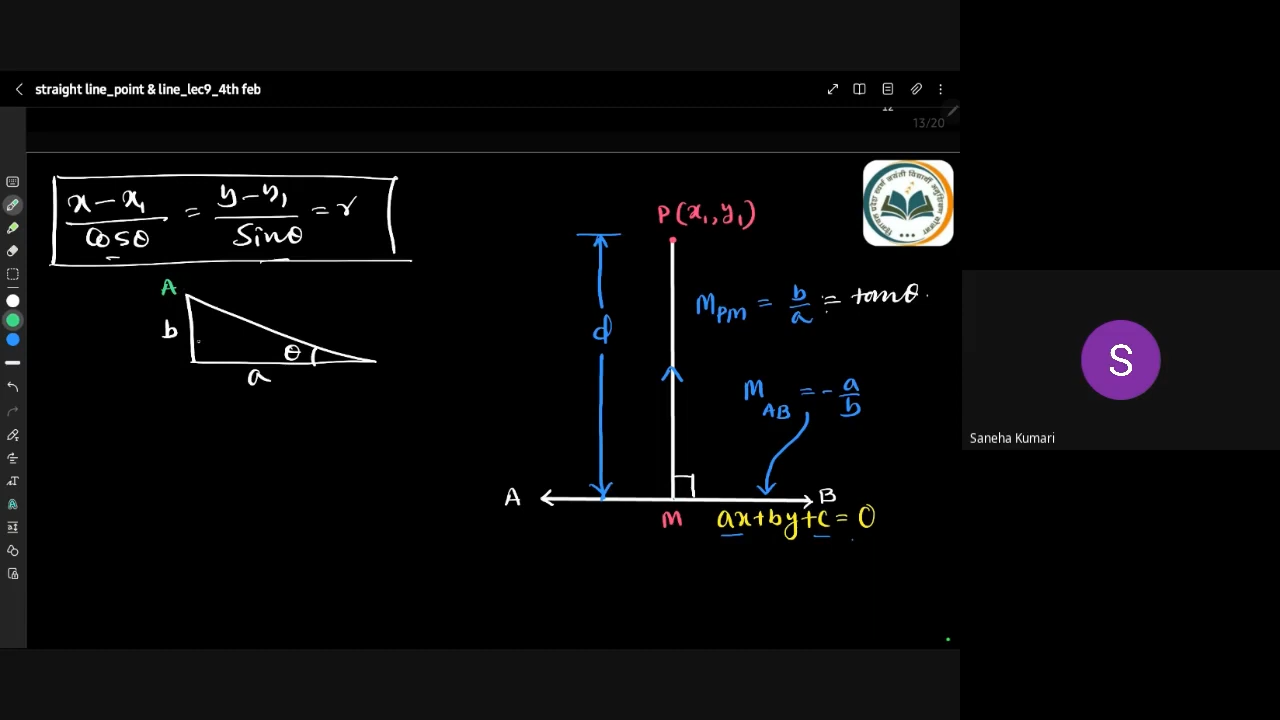 straight line_point & line_lec9_4th feb
13/20
x - x₁ / cosθ = y - y₁ / sinθ = r
P(x₁, y₁)
A
b
θ
a
d
M_PM = b/a = tanθ.
M_AB = - a/b
A
B
M
ax+by+c=0
S
Saneha Kumari